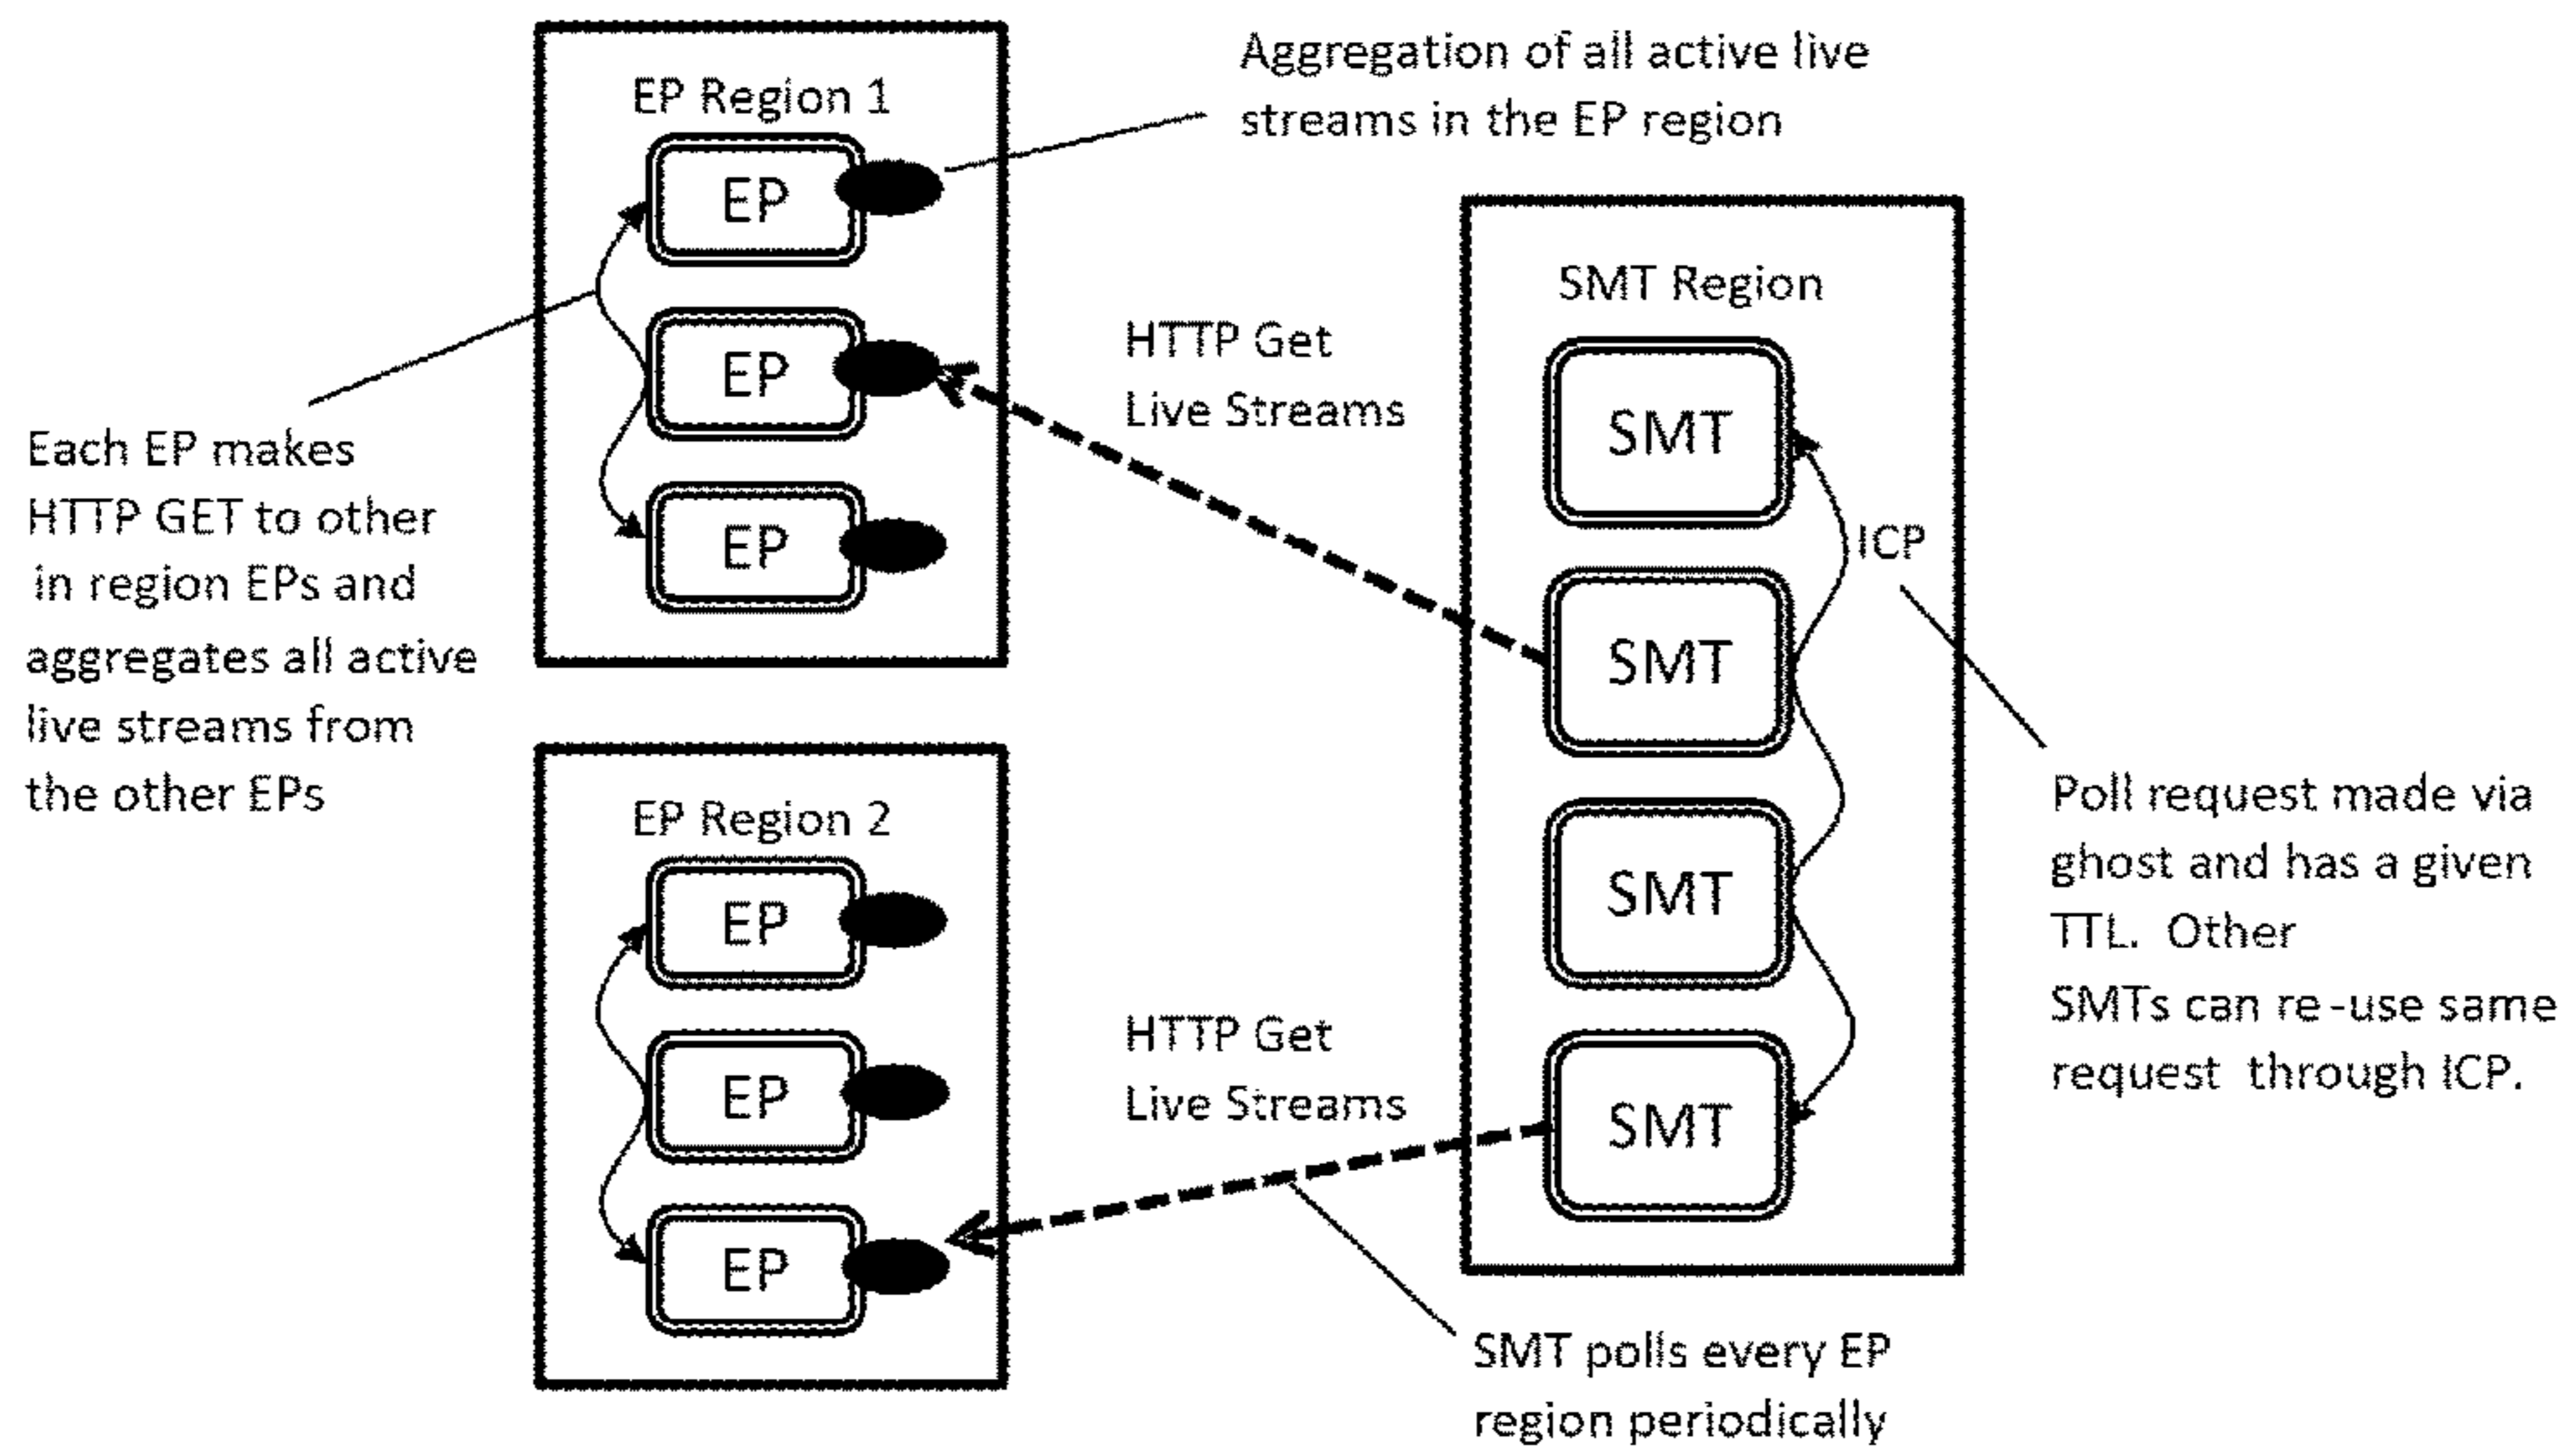 Aggregation of all active live
streams in the EP region
EP Region 1
EP
EP
EP
Each EP makes
HTTP GET to other
in region EPs and
aggregates all active
live streams from
the other EPs
HTTP Get
Live Streams
SMT Region
SMT
SMT
SMT
SMT
ICP
Poll request made via
ghost and has a given
TTL. Other
SMTs can re-use same
request through ICP.
EP Region 2
EP
EP
EP
HTTP Get
Live Streams
SMT polls every EP
region periodically